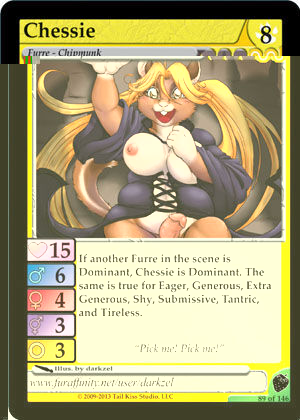 Chessie
8
Furre - Chipmunk
15
6
4
3
3
If another Furre in the scene is
Dominant, Chessie is Dominant. The
same is true for Eager, Generous, Extra
Generous, Shy, Submissive, Tantric,
and Tireless.
"Pick me! Pick me!"
Illus. by darkzel
www.furaffinity.net/user/darkzel
© 2009-2013 Tail Kiss Studio, LLC
89 of 146